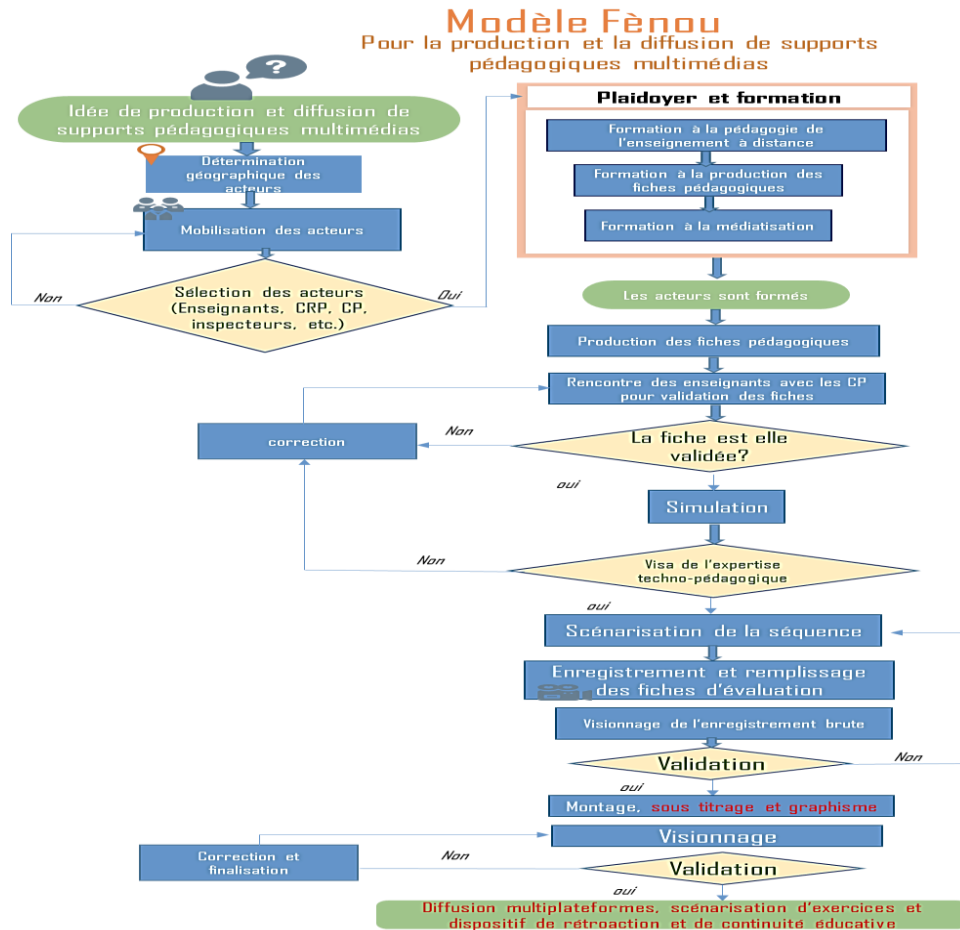 Modèle Fènou
Pour la production et la diffusion de supports
pédagogiques multimédias
?
Idée de production et diffusion de
supports pédagogiques multimédias
Détermination
géographique des
acteurs
Mobilisation des acteurs
Non
Sélection des acteurs
(Enseignants, CRP, CP,
inspecteurs, etc.)
Oui
Plaidoyer et formation
Formation à la pédagogie de
l'enseignement à distance
Formation à la production des
fiches pédagogiques
Formation à la médiatisation
Les acteurs sont formés
Production des fiches pédagogiques
Rencontre des enseignants avec les CP
pour validation des fiches
correction
Non
La fiche est elle
validée?
oui
Simulation
Non
Visa de l'expertise
techno-pédagogique
oui
Scénarisation de la séquence
Enregistrement et remplissage
des fiches d'évaluation
Visionnage de l'enregistrement brute
Validation
Non
oui
Montage, sous titrage et graphisme
Visionnage
Correction et
finalisation
Non
Validation
oui
Diffusion multiplateformes, scénarisation d'exercices et
dispositif de rétroaction et de continuité éducative